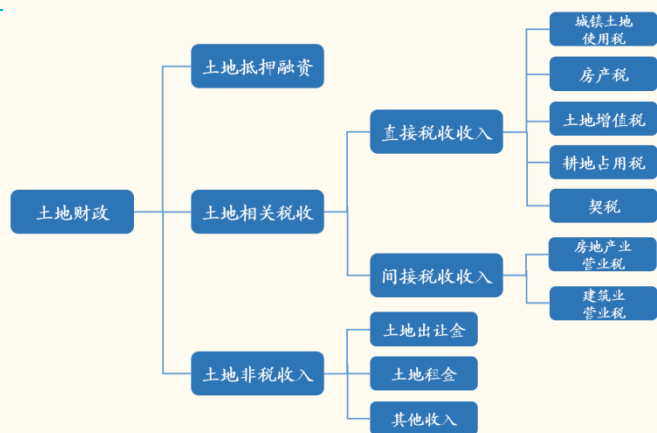 城镇土地
使用税
土地抵押融资
房产税
直接税收收入
土地增值税
耕地占用税
土地财政
土地相关税收
契税
房地产业
营业税
间接税收收入
建筑业
营业税
土地出让金
土地非税收入
土地租金
其他收入